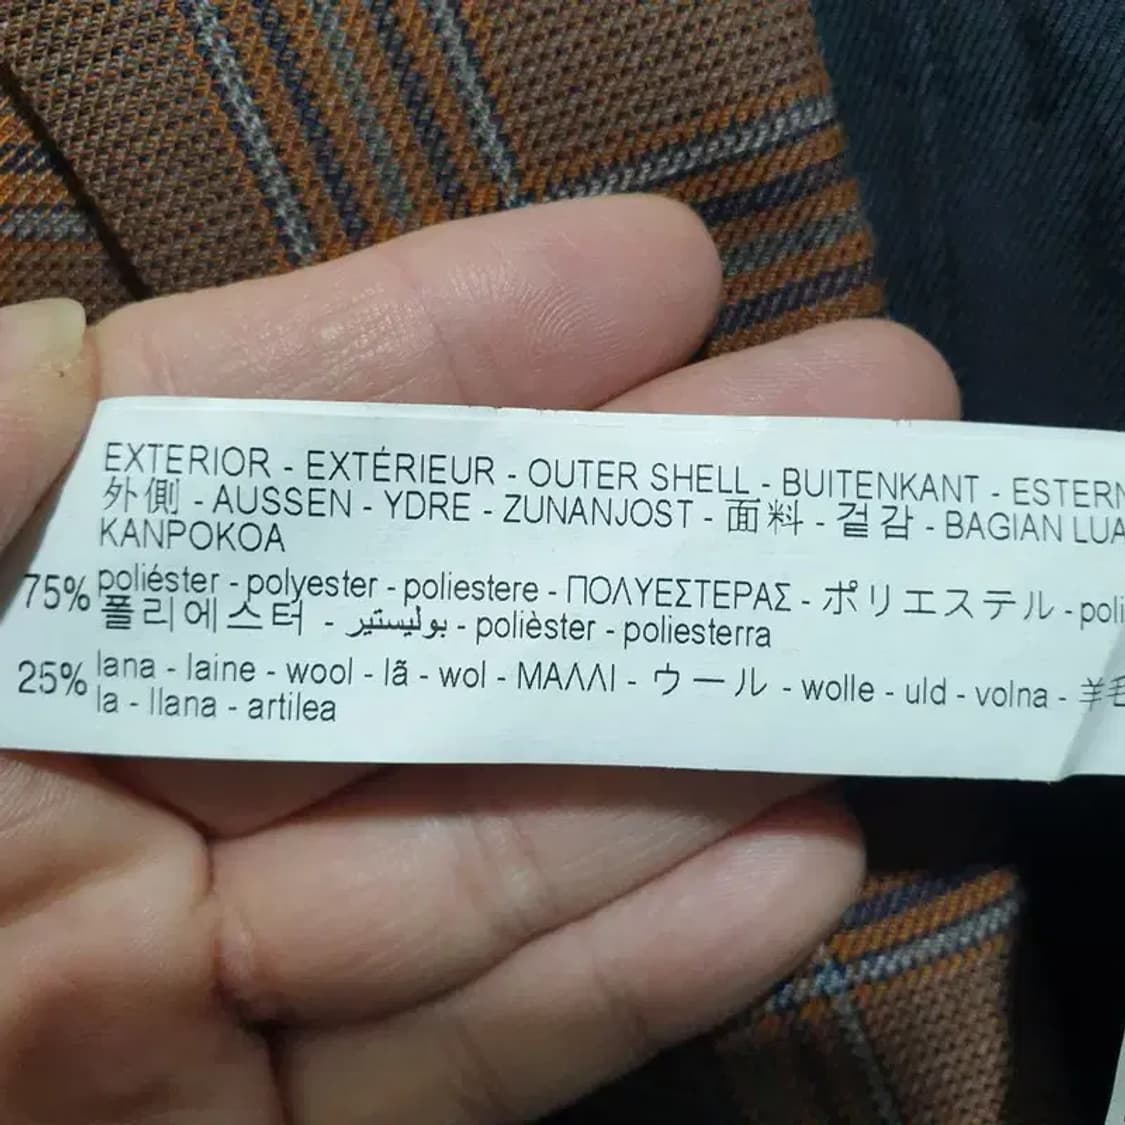 EXTERIOR - EXTÉRIEUR - OUTER SHELL - BUITENKANT - ESTERN
外側 - AUSSEN - YDRE - ZUNANJOST - 面料 - 겉감 - BAGIAN LUA
KANPOKOA
75% poliéster - polyester - poliestere - ΠΟΛΥΕΣΤΕΡΑΣ - ポリエステル - poli
폴리에스터 - بوليستير - polièster - poliesterra
25% lana - laine - wool - lã - wol - ΜΑΛΛΙ - ウール - wolle - uld - volna - 羊毛
la - llana - artilea